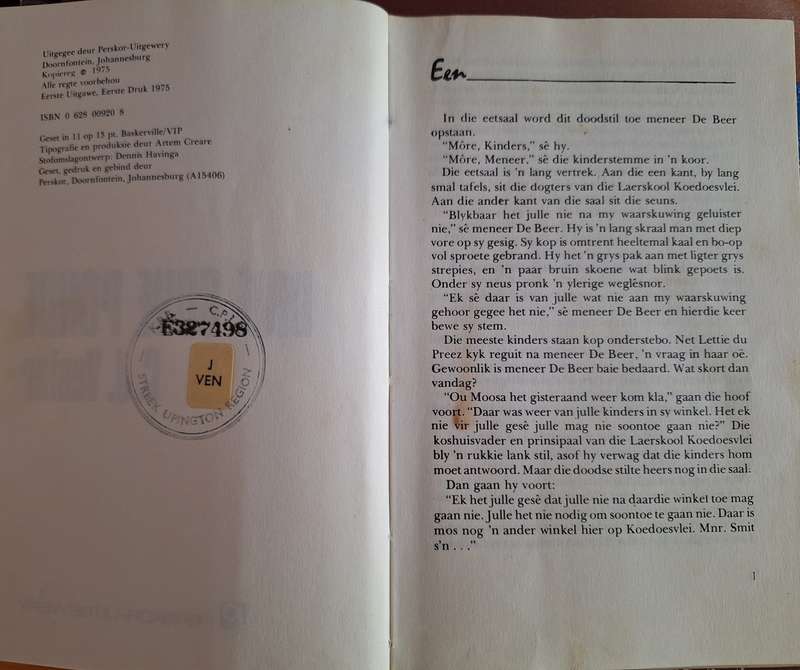 Uitgegee deur Perskor-Uitgewery
Doornfontein, Johannesburg
Kopiereg © 1975
Alle regte voorbehou
Eerste Uitgawe, Eerste Druk 1975
ISBN 0 628 00920 8
Geset in 11 op 15 pt. Baskerville/VIP
Tipografie en produksie deur Artem Creare
Stofomslagontwerp: Dennis Havinga
Geset, gedruk en gebind deur
Perskor, Doornfontein, Johannesburg (A15406)
C.P.
E327498
J
VEN
STREEK UPINGTON REGION
Een
In die eetsaal word dit doodstil toe meneer De Beer
opstaan.
“Môre, Kinders,” sê hy.
“Môre, Meneer,” sê die kinderstemme in ’n koor.
Die eetsaal is ’n lang vertrek. Aan die een kant, by lang
smal tafels, sit die dogters van die Laerskool Koedoesvlei.
Aan die ander kant van die saal sit die seuns.
“Blykbaar het julle nie na my waarskuwing geluister
nie,” sê meneer De Beer. Hy is ’n lang skraal man met diep
vore op sy gesig. Sy kop is omtrent heeltemal kaal en bo-op
vol sproete gebrand. Hy het ’n grys pak aan met ligter grys
strepies, en ’n paar bruin skoene wat blink gepoets is.
Onder sy neus pronk ’n ylerige weglêsnor.
“Ek sê daar is van julle wat nie aan my waarskuwing
gehoor gegee het nie,” sê meneer De Beer en hierdie keer
bewe sy stem.
Die meeste kinders staan kop onderstebo. Net Lettie du
Preez kyk reguit na meneer De Beer, ’n vraag in haar oë.
Gewoonlik is meneer De Beer baie bedaard. Wat skort dan
vandag?
“Ou Moosa het gisteraand weer kom kla,” gaan die hoof
voort. “Daar was weer van julle kinders in sy winkel. Het ek
nie vir julle gesê julle mag nie soontoe gaan nie?” Die
koshuisvader en prinsipaal van die Laerskool Koedoesvlei
bly ’n rukkie lank stil, asof hy verwag dat die kinders hom
moet antwoord. Maar die doodse stilte heers nog in die saal.
Dan gaan hy voort:
“Ek het julle gesê dat julle nie na daardie winkel toe mag
gaan nie. Julle het nie nodig om soontoe te gaan nie. Daar is
mos nog ’n ander winkel hier op Koedoesvlei. Mnr. Smit
s’n . . .”
1